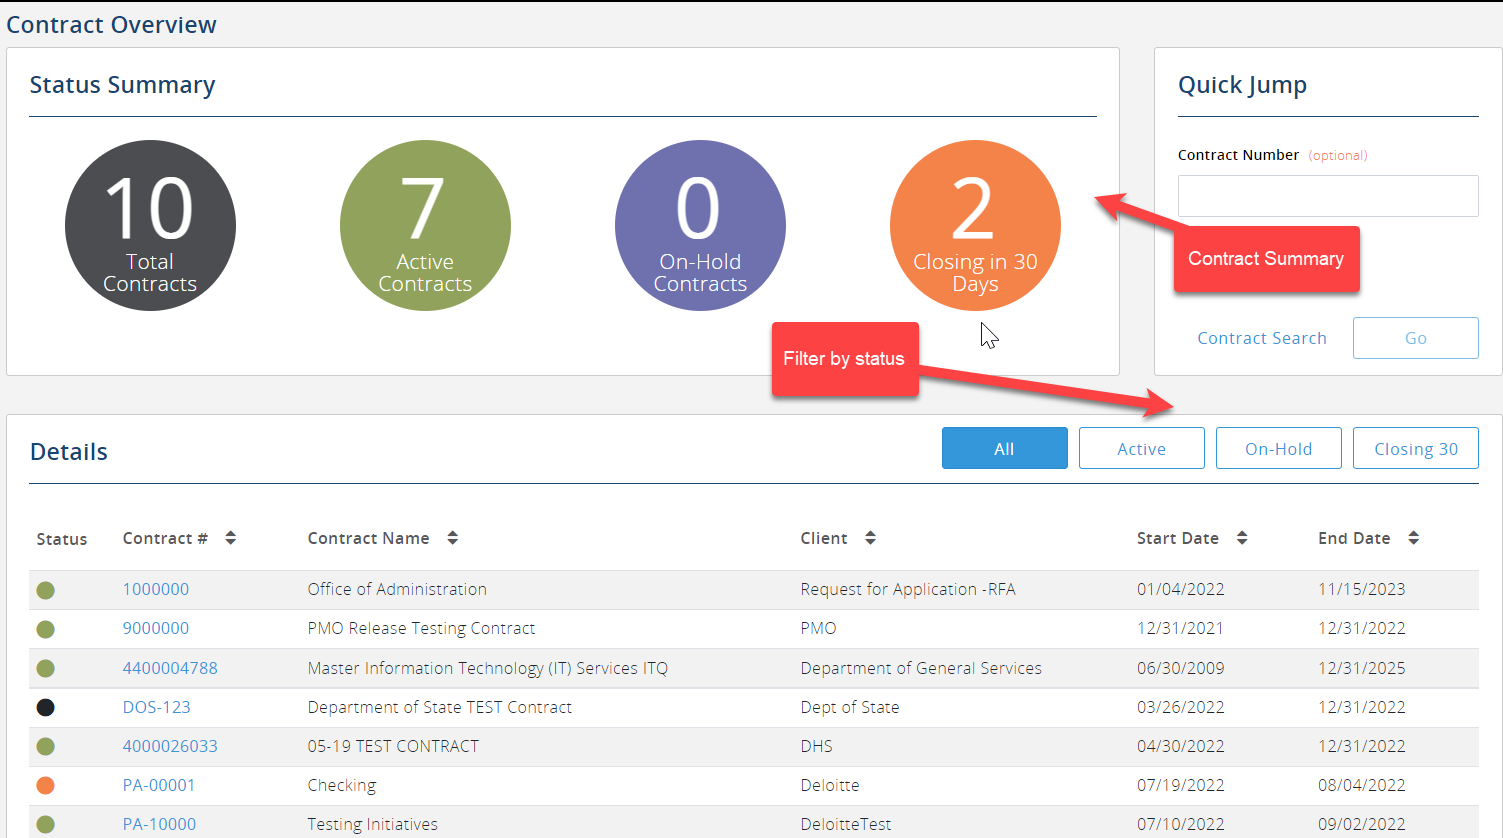 Contract Overview
Status Summary
10
Total
Contracts
7
Active
Contracts
0
On-Hold
Contracts
2
Closing in 30
Days
Quick Jump
Contract Number (optional)
Contract Summary
Contract Search Go
Filter by status
Details
All Active On-Hold Closing 30
Status Contract # Contract Name Client Start Date End Date
1000000 Office of Administration Request for Application -RFA 01/04/2022 11/15/2023
9000000 PMO Release Testing Contract PMO 12/31/2021 12/31/2022
4400004788 Master Information Technology (IT) Services ITQ Department of General Services 06/30/2009 12/31/2025
DOS-123 Department of State TEST Contract Dept of State 03/26/2022 12/31/2022
4000026033 05-19 TEST CONTRACT DHS 04/30/2022 12/31/2022
PA-00001 Checking Deloitte 07/19/2022 08/04/2022
PA-10000 Testing Initiatives DeloitteTest 07/10/2022 09/02/2022